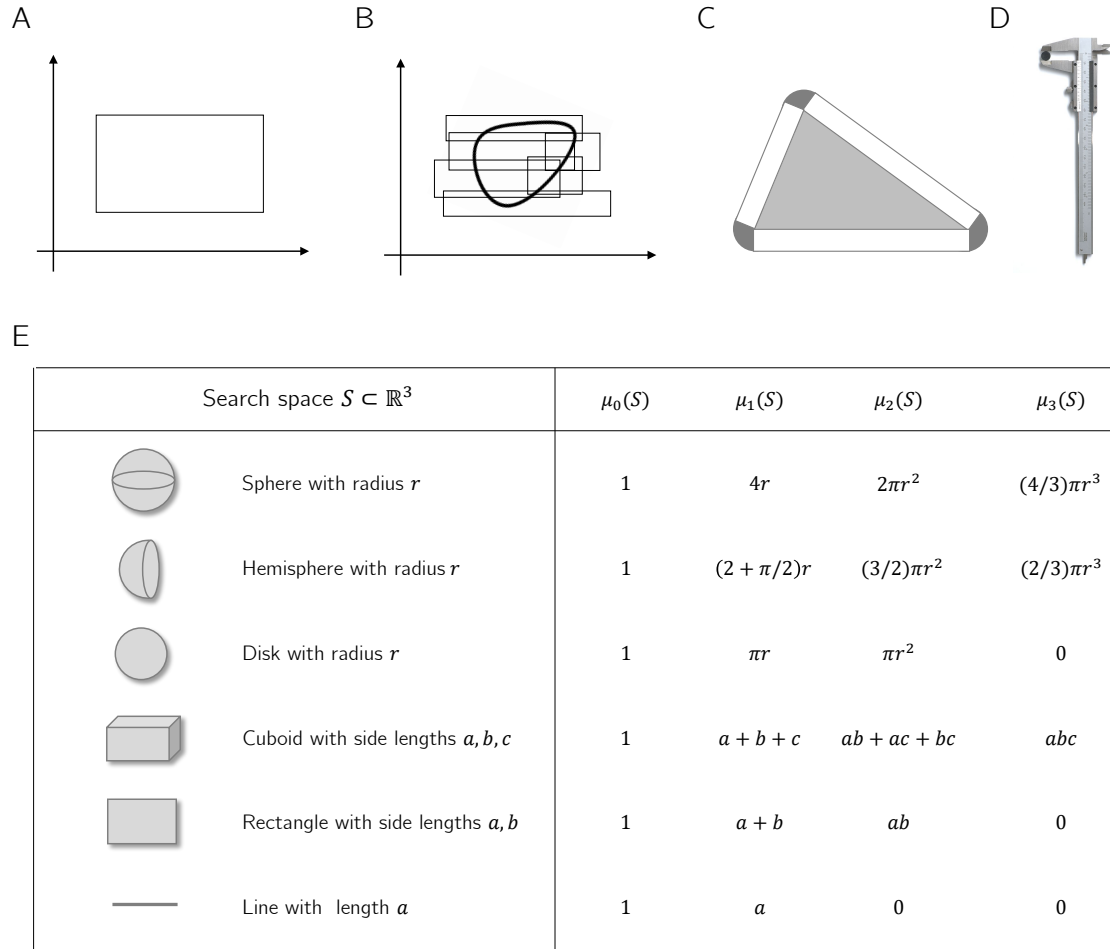 A B C D
E
Search space 𝑆 ⊂ ℝ³ μ₀(𝑆) μ₁(𝑆) μ₂(𝑆) μ₃(𝑆)
Sphere with radius 𝑟 1 4𝑟 2𝜋𝑟² (4/3)𝜋𝑟³
Hemisphere with radius 𝑟 1 (2 + 𝜋/2)𝑟 (3/2)𝜋𝑟² (2/3)𝜋𝑟³
Disk with radius 𝑟 1 𝜋𝑟 𝜋𝑟² 0
Cuboid with side lengths 𝑎, 𝑏, 𝑐 1 𝑎 + 𝑏 + 𝑐 𝑎𝑏 + 𝑎𝑐 + 𝑏𝑐 𝑎𝑏𝑐
Rectangle with side lengths 𝑎, 𝑏 1 𝑎 + 𝑏 𝑎𝑏 0
Line with length 𝑎 1 𝑎 0 0